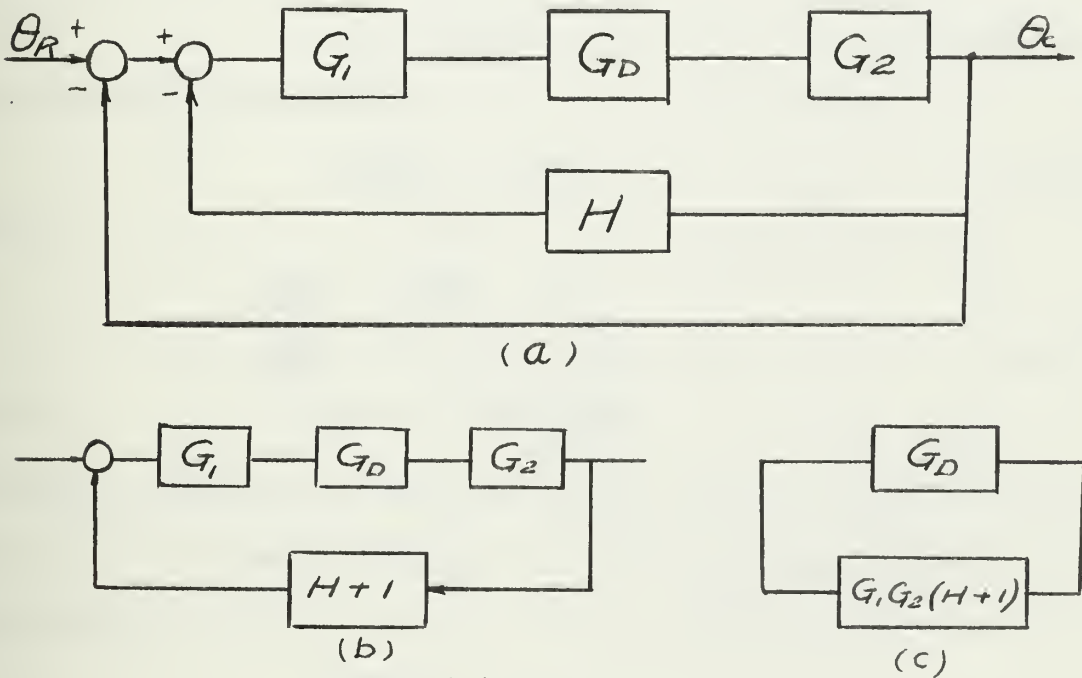 θR + - + - G1 GD G2 θc
H
(a)
G1 GD G2
H + 1
(b)
GD
G1G2(H+1)
(c)